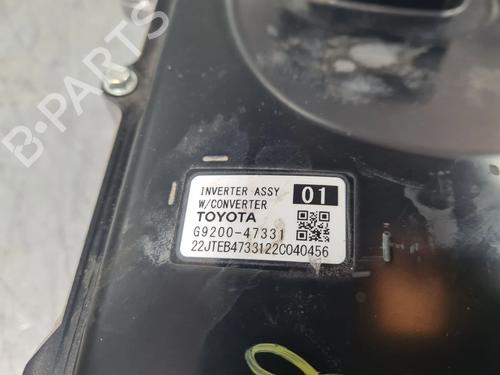 B-PARTS
INVERTER ASSY 01
W/CONVERTER
TOYOTA
G9200-47331
22JTEB4733122C040456